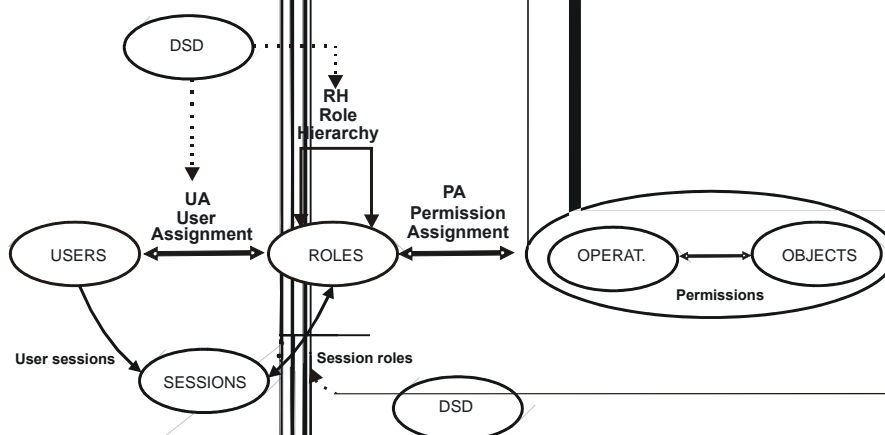 DSD
RH
Role
Hierarchy
UA
User
Assignment
PA
Permission
Assignment
USERS
ROLES
OPERAT.
OBJECTS
Permissions
User sessions
Session roles
SESSIONS
DSD